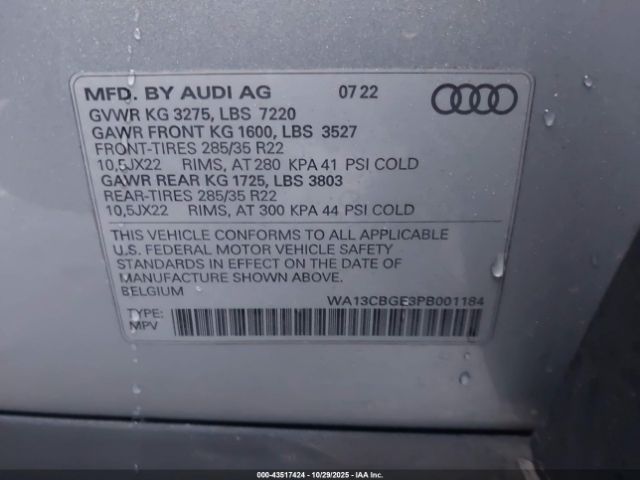 MFD. BY AUDI AG 07 22
GVWR KG 3275, LBS 7220
GAWR FRONT KG 1600, LBS 3527
FRONT-TIRES 285/35 R22
10,5JX22 RIMS, AT 280 KPA 41 PSI COLD
GAWR REAR KG 1725, LBS 3803
REAR-TIRES 285/35 R22
10,5JX22 RIMS, AT 300 KPA 44 PSI COLD
THIS VEHICLE CONFORMS TO ALL APPLICABLE
U.S. FEDERAL MOTOR VEHICLE SAFETY
STANDARDS IN EFFECT ON THE DATE OF
MANUFACTURE SHOWN ABOVE.
BELGIUM WA13CBGE3PB001184
TYPE:
MPV
000-43517424 | 10/29/2025 | IAAI.COM